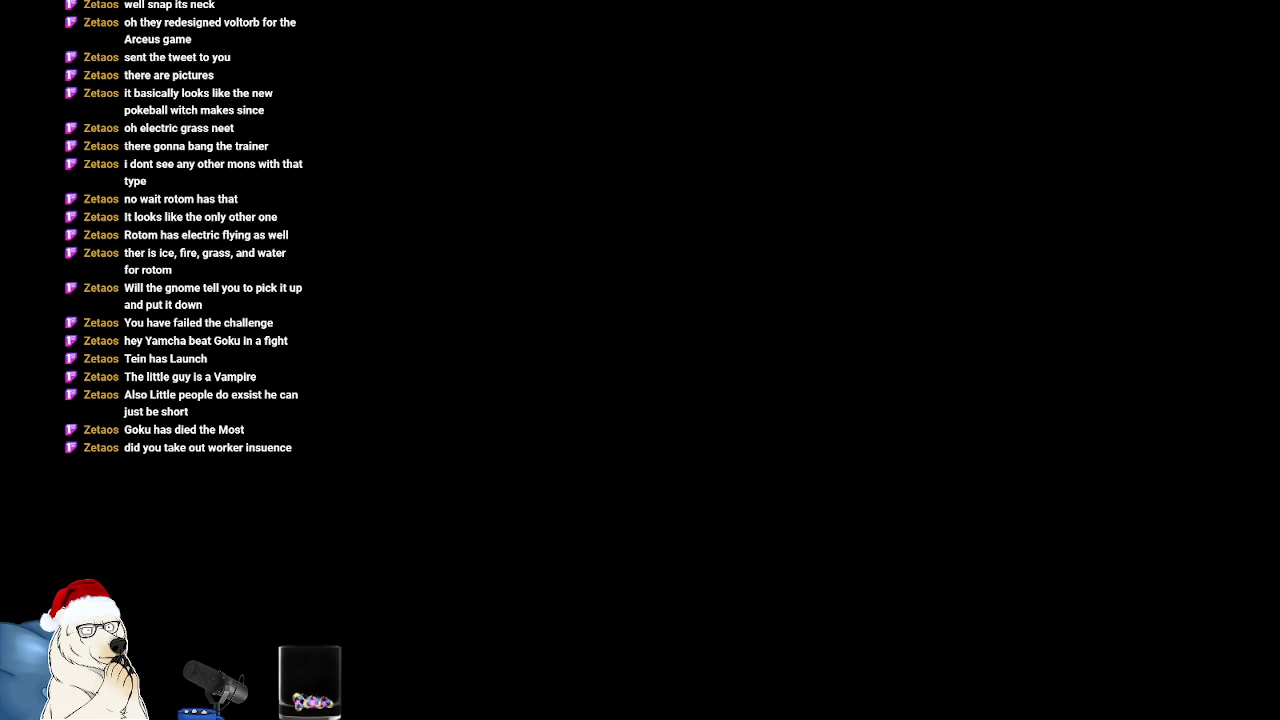 Zetaos well snap its neck
Zetaos oh they redesigned voltorb for the
Arceus game
Zetaos sent the tweet to you
Zetaos there are pictures
Zetaos it basically looks like the new
pokeball witch makes since
Zetaos oh electric grass neet
Zetaos there gonna bang the trainer
Zetaos i dont see any other mons with that
type
Zetaos no wait rotom has that
Zetaos It looks like the only other one
Zetaos Rotom has electric flying as well
Zetaos ther is ice, fire, grass, and water
for rotom
Zetaos Will the gnome tell you to pick it up
and put it down
Zetaos You have failed the challenge
Zetaos hey Yamcha beat Goku in a fight
Zetaos Tein has Launch
Zetaos The little guy is a Vampire
Zetaos Also Little people do exsist he can
just be short
Zetaos Goku has died the Most
Zetaos did you take out worker insuence